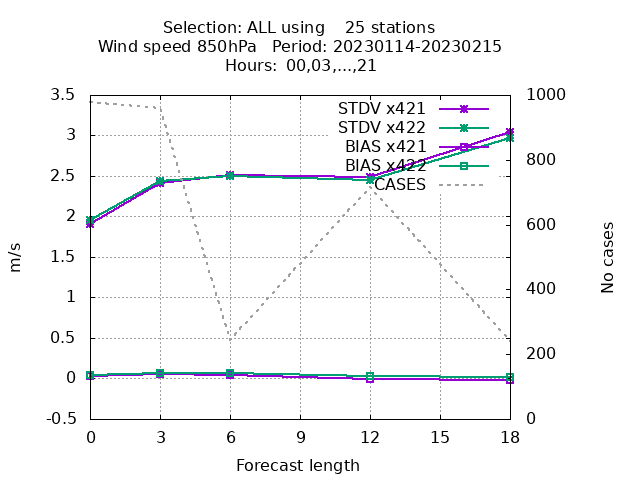 Selection: ALL using    25 stations
Wind speed 850hPa   Period: 20230114-20230215
Hours: 00,03,...,21
STDV x421
STDV x422
BIAS x421
BIAS x422
CASES
3.5
3
2.5
2
1.5
1
0.5
0
-0.5
m/s
1000
800
600
400
200
0
No cases
0 3 6 9 12 15 18
Forecast length